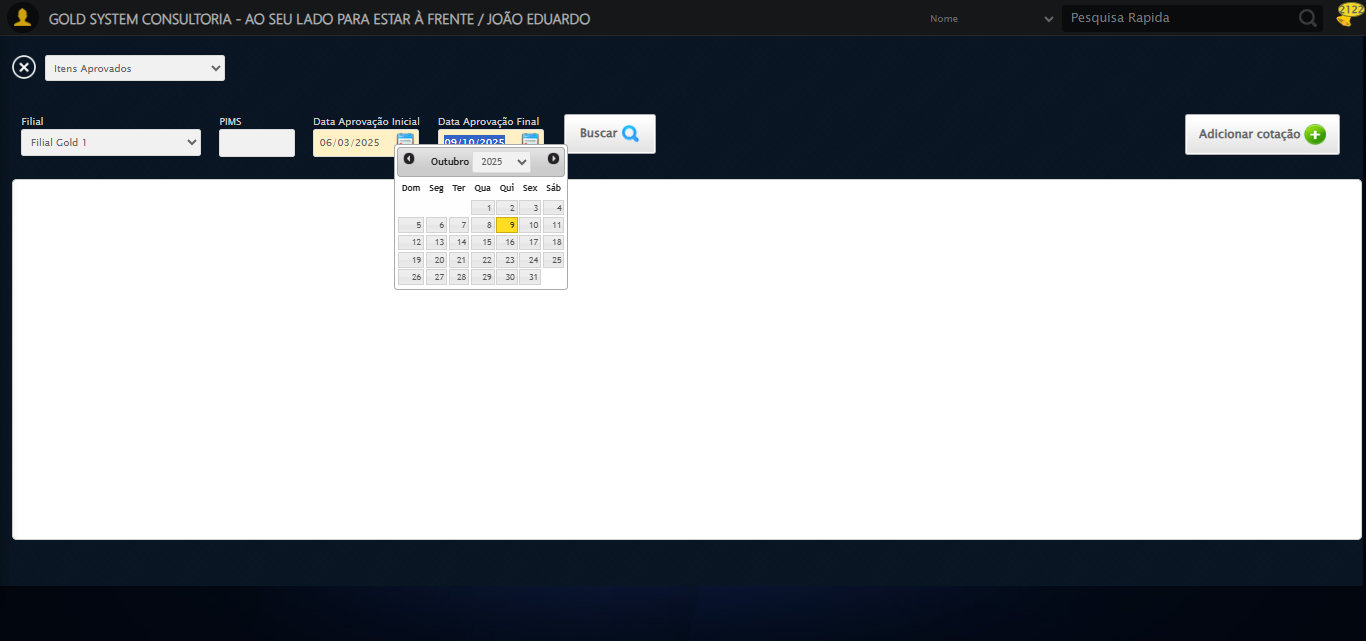 GOLD SYSTEM CONSULTORIA - AO SEU LADO PARA ESTAR À FRENTE / JOÃO EDUARDO
Nome
Pesquisa Rapida
2122
Itens Aprovados
Filial
PIMS
Data Aprovação Inicial
Data Aprovação Final
Filial Gold 1
06/03/2025
09/10/2025
Buscar
Adicionar cotação
Outubro 2025
Dom Seg Ter Qua Qui Sex Sáb
1 2 3 4
5 6 7 8 9 10 11
12 13 14 15 16 17 18
19 20 21 22 23 24 25
26 27 28 29 30 31